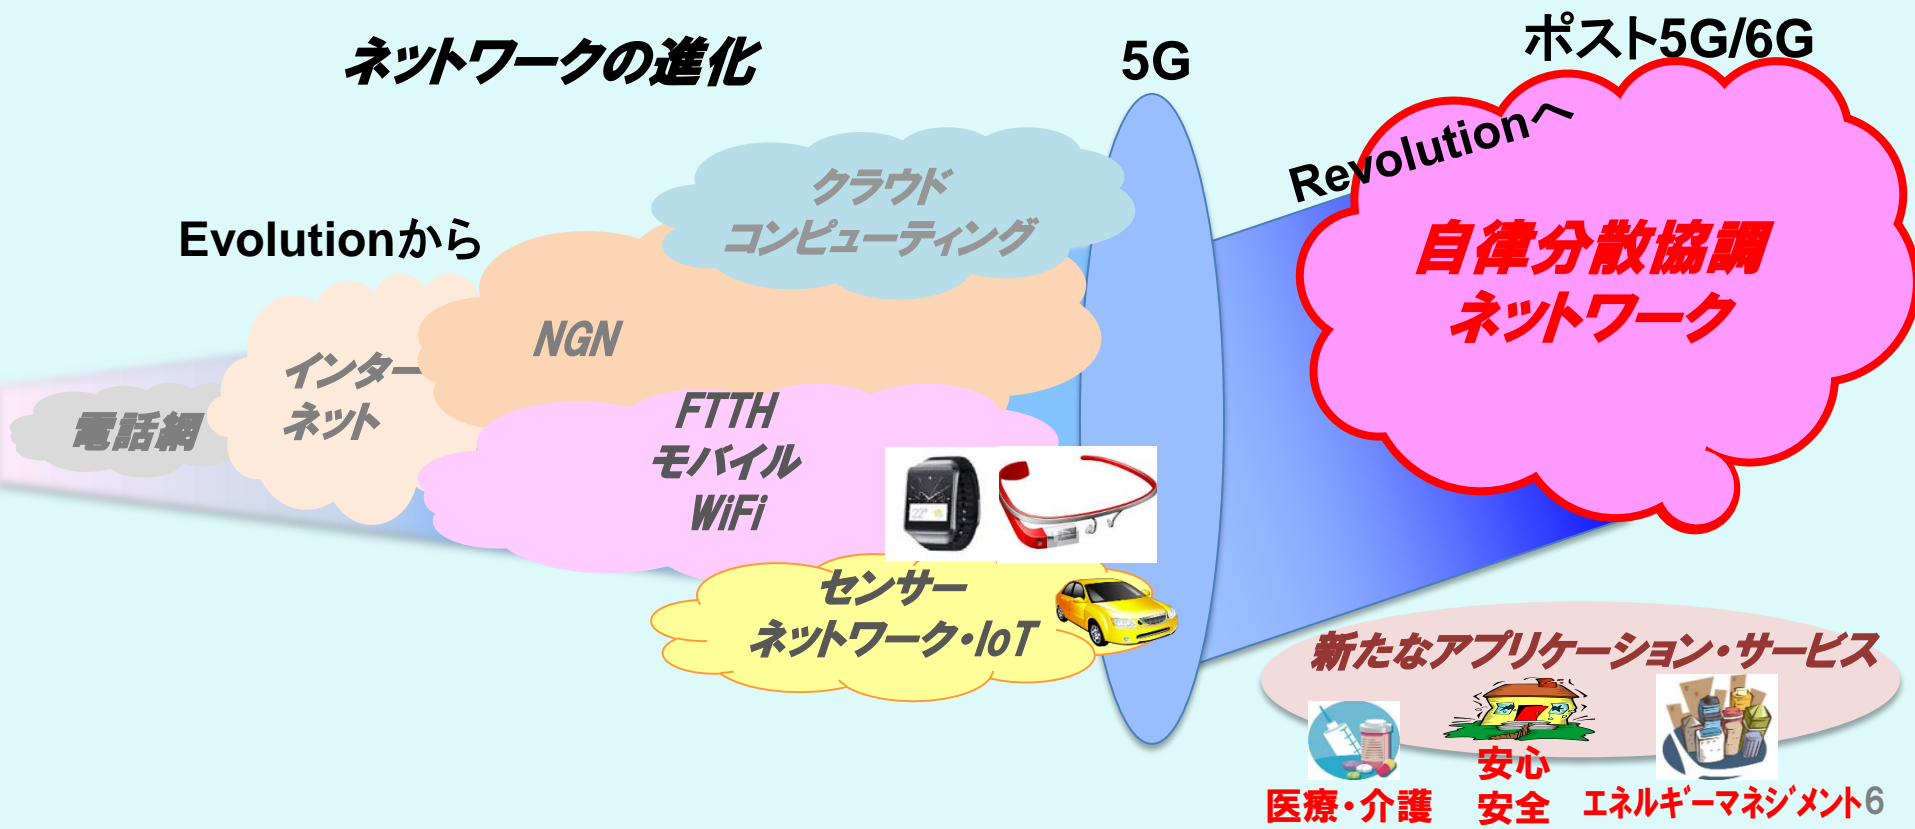 ネットワークの進化
5G
ポスト5G/6G
Revolutionへ
Evolutionから
クラウド
コンピューティング
自律分散協調
ネットワーク
NGN
インター
ネット
電話網
FTTH
モバイル
WiFi
センサー
ネットワーク・IoT
新たなアプリケーション・サービス
医療・介護
安心
安全
エネルギーマネジメント
6